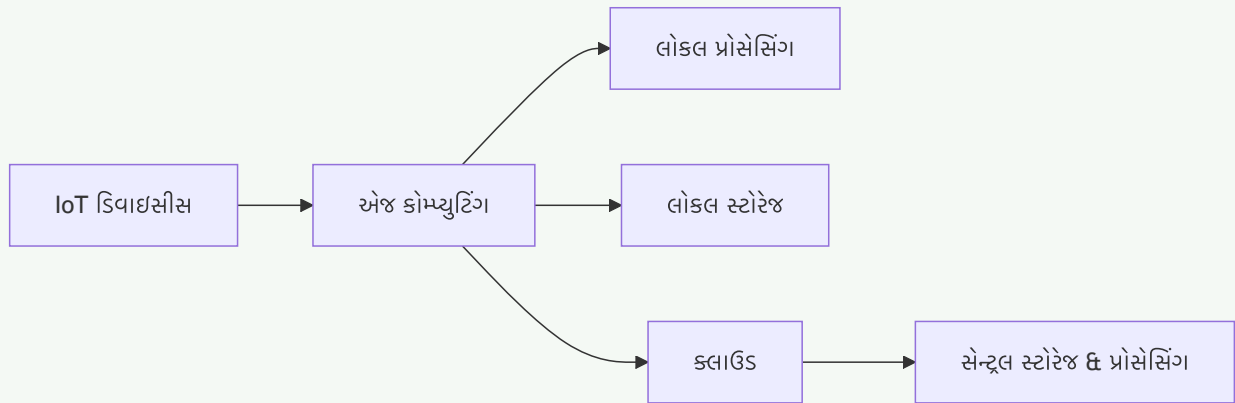 લોકલ પ્રોસેસિંગ
IoT ડિવાઇસીસ
એજ કોમ્પ્યુટિંગ
લોકલ સ્ટોરેજ
ક્લાઉડ
સેન્ટ્રલ સ્ટોરેજ & પ્રોસેસિંગ